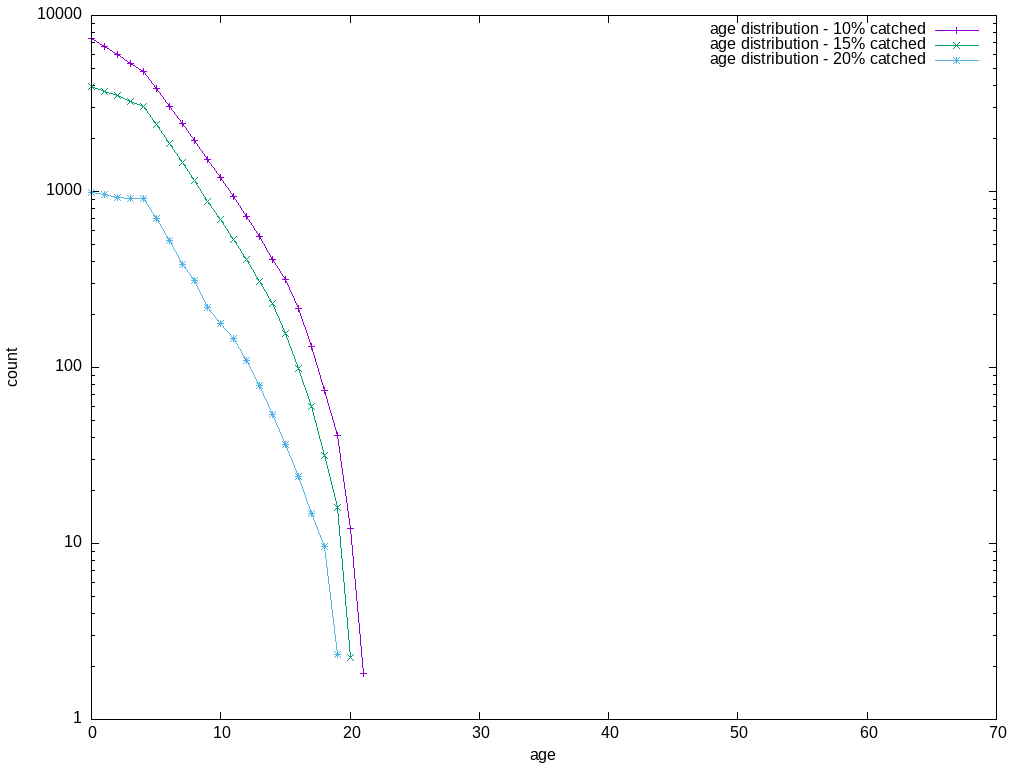 10000
1000
100
10
1
count
age distribution - 10% catched
age distribution - 15% catched
age distribution - 20% catched
0 10 20 30 40 50 60 70
age